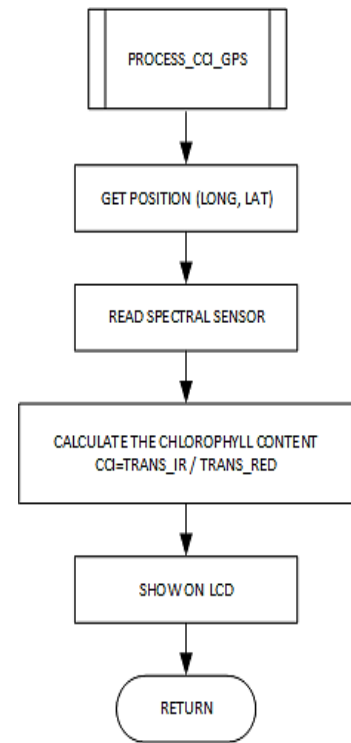 PROCESS_CCI_GPS
GET POSITION (LONG, LAT)
READ SPECTRAL SENSOR
CALCULATE THE CHLOROPHYLL CONTENT
CCI=TRANS_IR / TRANS_RED
SHOW ON LCD
RETURN